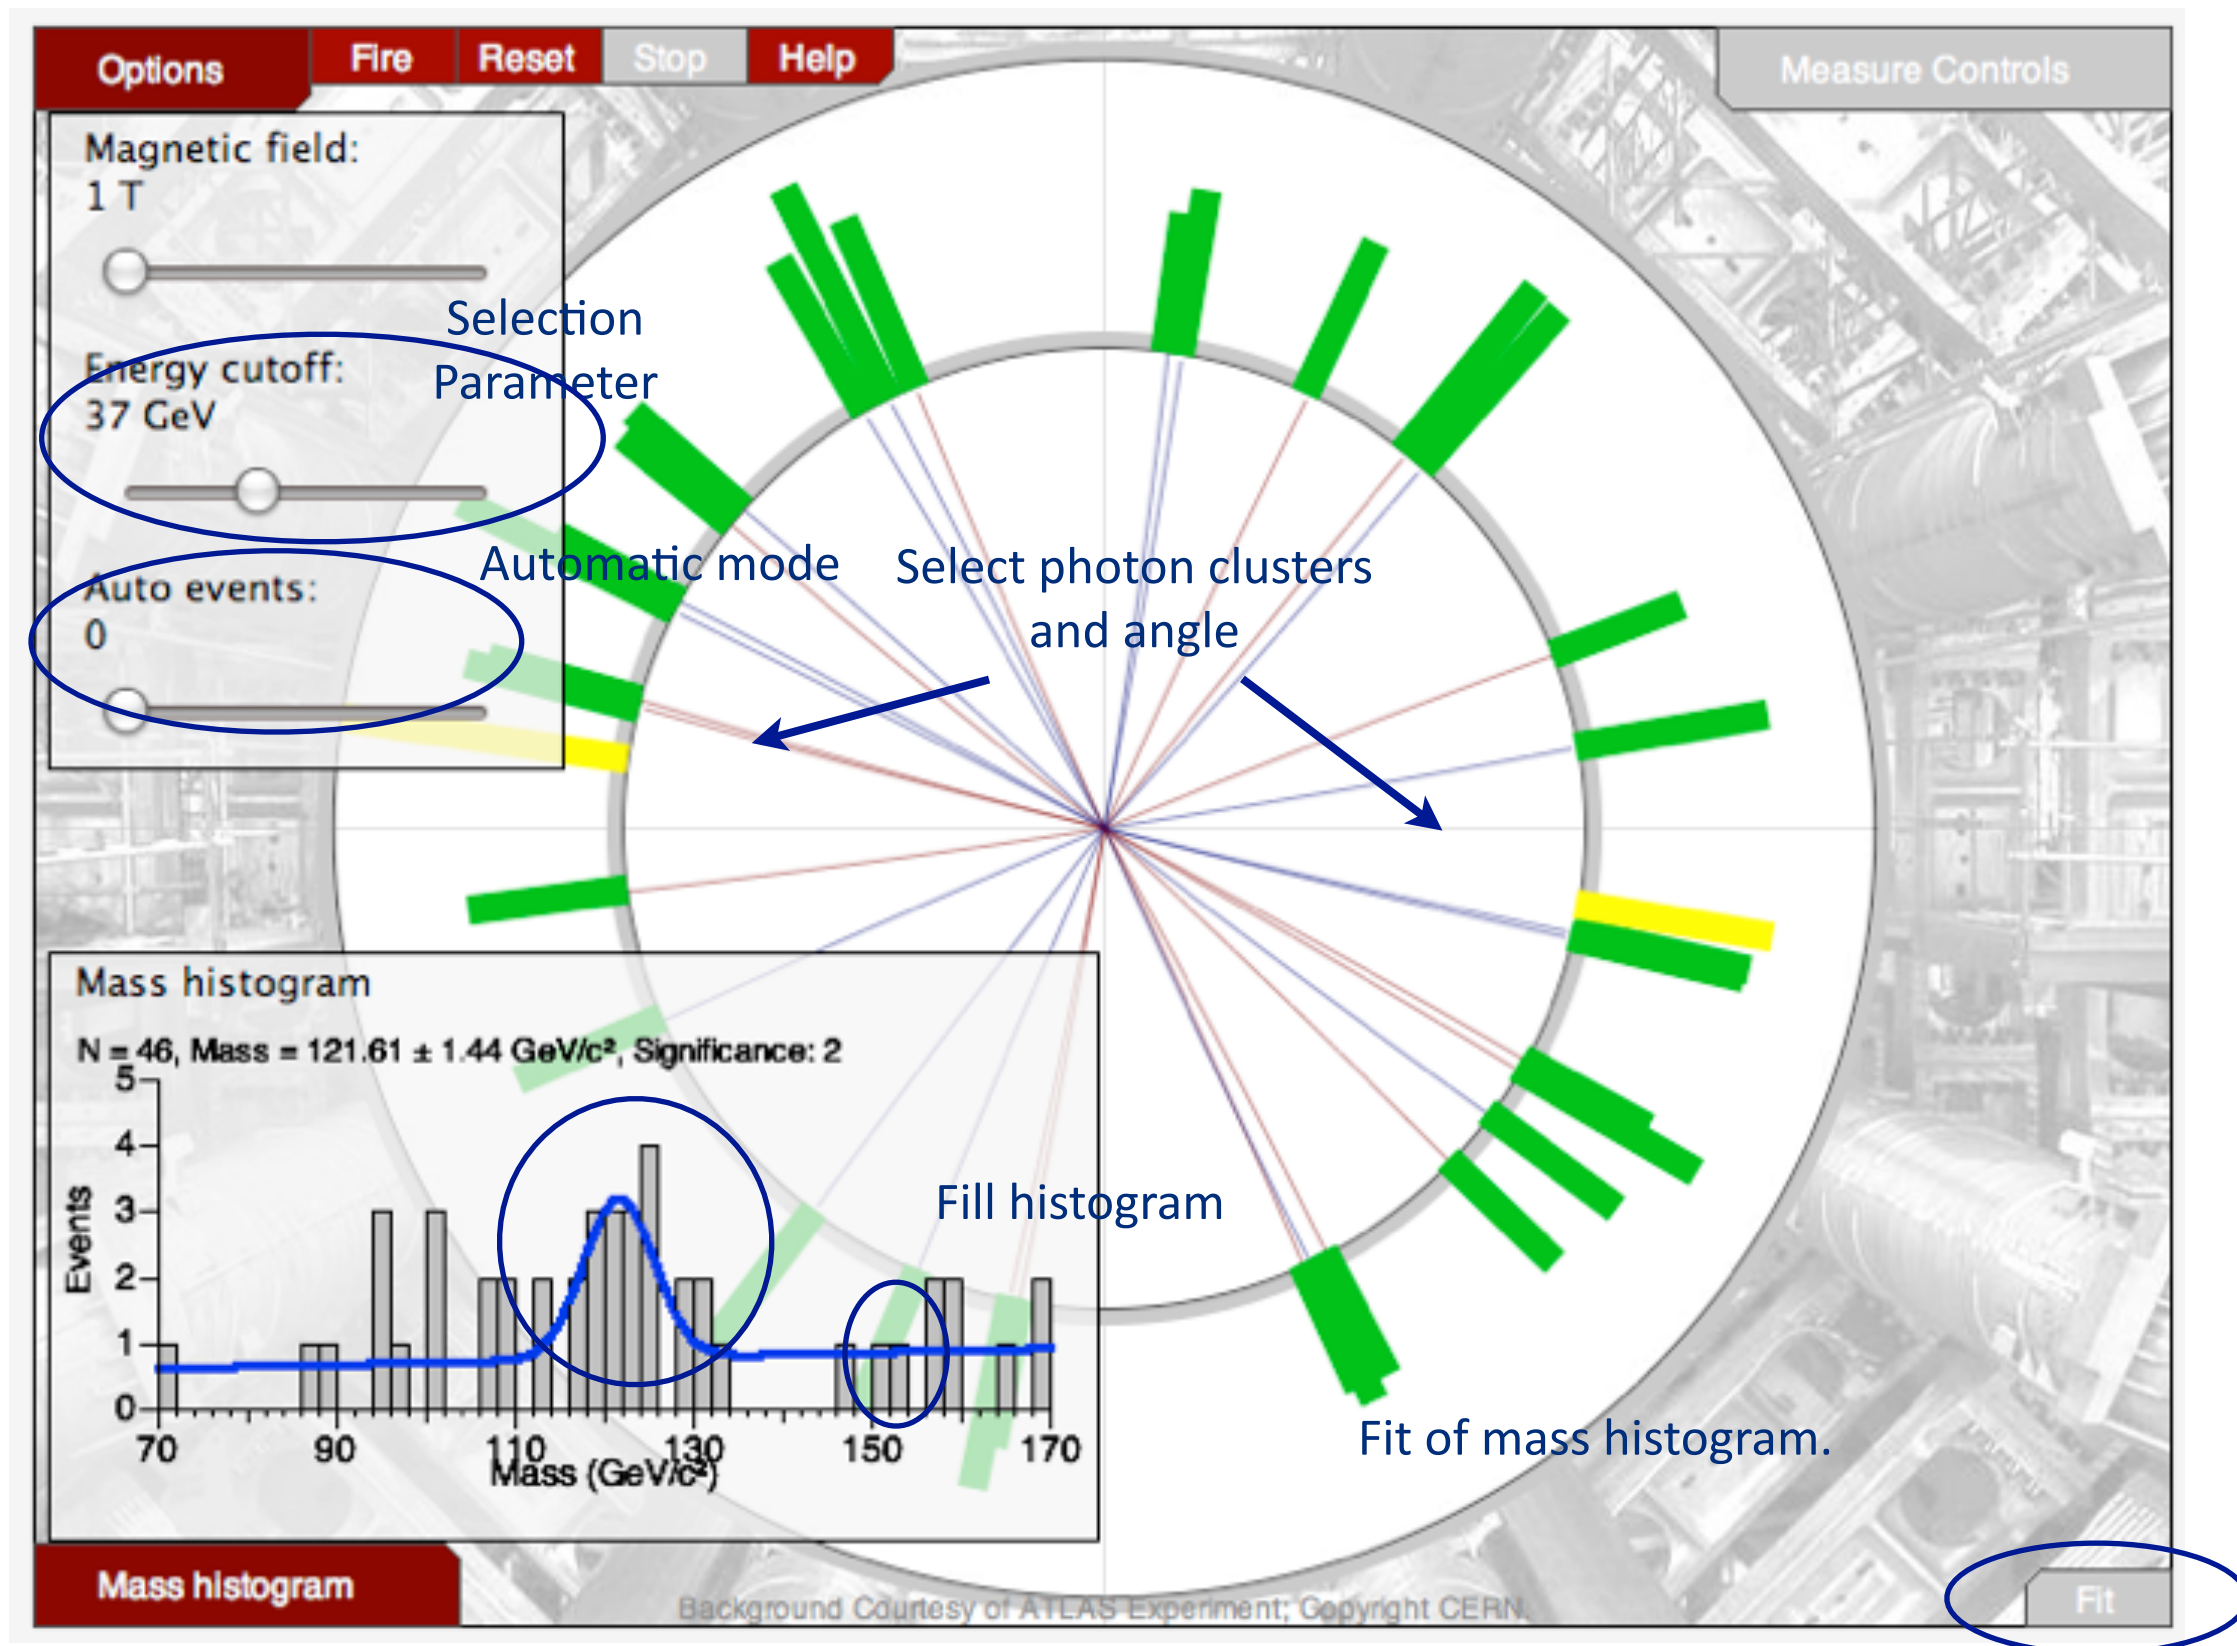 Options
Fire
Reset
Stop
Help
Measure Controls
Magnetic field:
1 T
Selection
Parameter
Energy cutoff:
37 GeV
Automatic mode
Select photon clusters
and angle
Auto events:
0
Mass histogram
N = 46, Mass = 121.61 ± 1.44 GeV/c², Significance: 2
5
4
3
2
1
0
Events
70 90 110 130 150 170
Mass (GeV/c²)
Fill histogram
Fit of mass histogram.
Mass histogram
Background Courtesy of ATLAS Experiment; Copyright CERN.
Fit